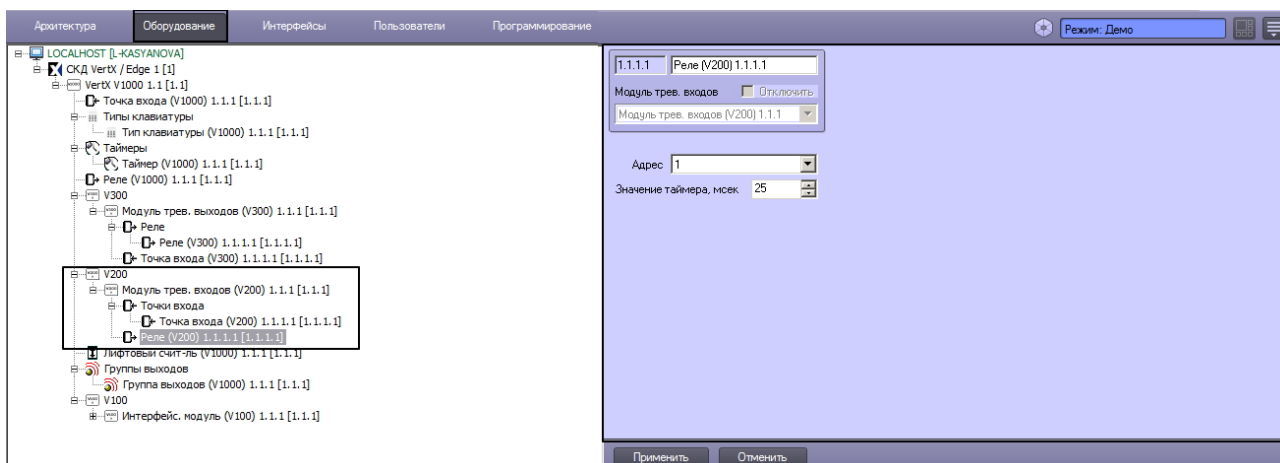 Архитектура Оборудование Интерфейсы Пользователи Программирование Режим: Демо
LOCALHOST [L-KASYANOVA]
СКД VertX / Edge 1 [1]
VertX V1000 1.1 [1.1]
Точка входа (V1000) 1.1.1 [1.1.1]
Типы клавиатуры
Тип клавиатуры (V1000) 1.1.1 [1.1.1]
Таймеры
Таймер (V1000) 1.1.1 [1.1.1]
Реле (V1000) 1.1.1 [1.1.1]
V300
Модуль трев. выходов (V300) 1.1.1 [1.1.1]
Реле
Реле (V300) 1.1.1.1 [1.1.1.1]
Точка входа (V300) 1.1.1.1 [1.1.1.1]
V200
Модуль трев. входов (V200) 1.1.1 [1.1.1]
Точки входа
Точка входа (V200) 1.1.1.1 [1.1.1.1]
Реле (V200) 1.1.1.1 [1.1.1.1]
Лифтовый счит-ль (V1000) 1.1.1 [1.1.1]
Группы выходов
Группа выходов (V1000) 1.1.1 [1.1.1]
V100
Интерфейс. модуль (V100) 1.1.1 [1.1.1]
1.1.1.1 Реле (V200) 1.1.1.1
Модуль трев. входов Отключить
Модуль трев. входов (V200) 1.1.1
Адрес 1
Значение таймера, мсек 25
Применить Отменить